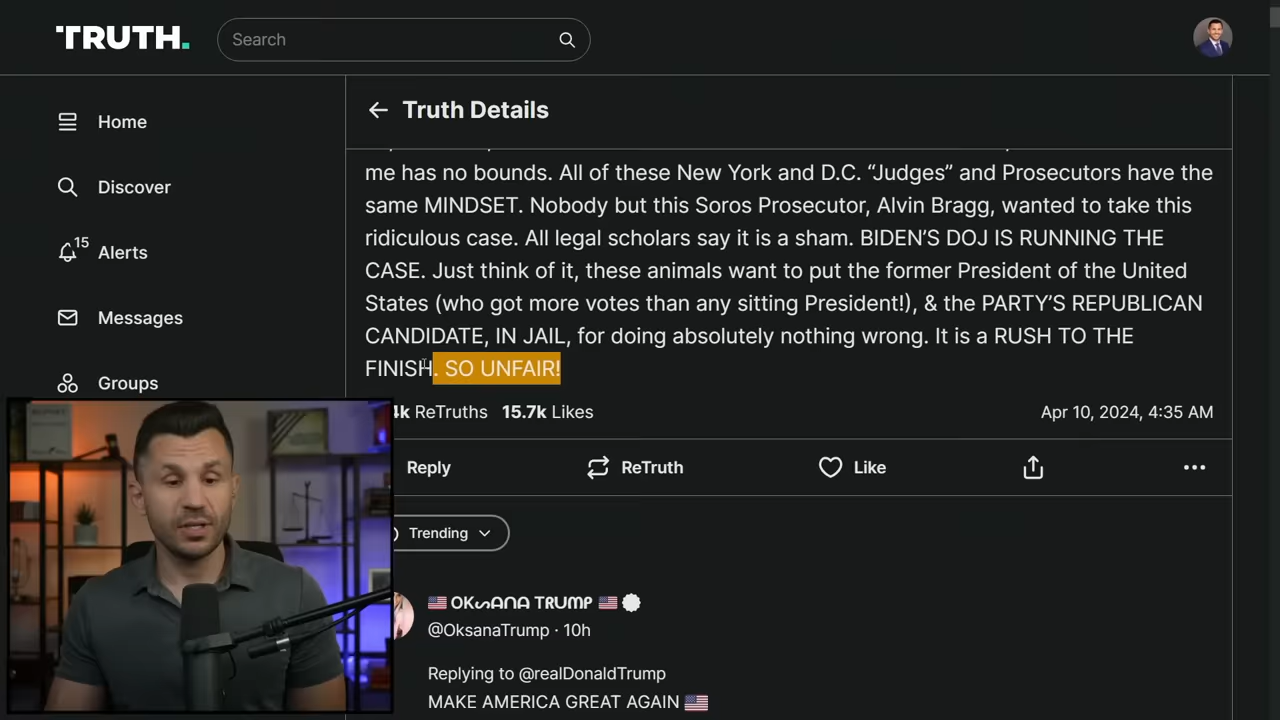 TRUTH.
Search
Home
Discover
15
Alerts
Messages
Groups
Truth Details
me has no bounds. All of these New York and D.C. “Judges” and Prosecutors have the
same MINDSET. Nobody but this Soros Prosecutor, Alvin Bragg, wanted to take this
ridiculous case. All legal scholars say it is a sham. BIDEN’S DOJ IS RUNNING THE
CASE. Just think of it, these animals want to put the former President of the United
States (who got more votes than any sitting President!), & the PARTY’S REPUBLICAN
CANDIDATE, IN JAIL, for doing absolutely nothing wrong. It is a RUSH TO THE
FINISH. SO UNFAIR!
4k ReTruths 15.7k Likes
Apr 10, 2024, 4:35 AM
Reply
ReTruth
Like
Trending
🇺🇸 OKᔕᗩᑎᗩ TRᑌᗰᑭ 🇺🇸
@OksanaTrump · 10h
Replying to @realDonaldTrump
MAKE AMERICA GREAT AGAIN 🇺🇸